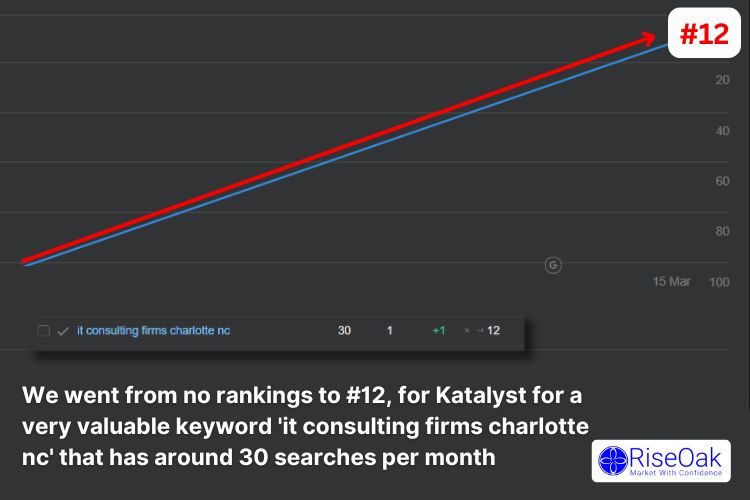 #12
20
40
60
80
G
15 Mar 100
it consulting firms charlotte nc 30 1 +1 × → 12
We went from no rankings to #12, for Katalyst for a
very valuable keyword 'it consulting firms charlotte
nc' that has around 30 searches per month
RiseOak
Market With Confidence